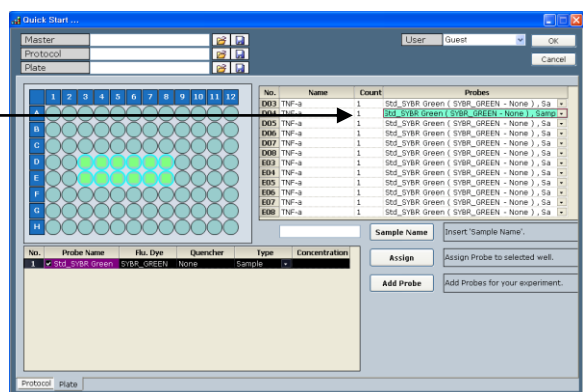 Quick Start ...
Master
User Guest OK
Protocol
Cancel
Plate
1 2 3 4 5 6 7 8 9 10 11 12
A
B
C
D
E
F
G
H
No. Name Count Probes
D03 TNF-a 1 Std_SYBR Green ( SYBR_GREEN - None ) , Sa
D04 TNF-a 1 Std_SYBR Green ( SYBR_GREEN - None ) , Samp
D05 TNF-a 1 Std_SYBR Green ( SYBR_GREEN - None ) , Sa
D06 TNF-a 1 Std_SYBR Green ( SYBR_GREEN - None ) , Sa
D07 TNF-a 1 Std_SYBR Green ( SYBR_GREEN - None ) , Sa
D08 TNF-a 1 Std_SYBR Green ( SYBR_GREEN - None ) , Sa
E03 TNF-a 1 Std_SYBR Green ( SYBR_GREEN - None ) , Sa
E04 TNF-a 1 Std_SYBR Green ( SYBR_GREEN - None ) , Sa
E05 TNF-a 1 Std_SYBR Green ( SYBR_GREEN - None ) , Sa
E06 TNF-a 1 Std_SYBR Green ( SYBR_GREEN - None ) , Sa
E07 TNF-a 1 Std_SYBR Green ( SYBR_GREEN - None ) , Sa
E08 TNF-a 1 Std_SYBR Green ( SYBR_GREEN - None ) , Sa
Sample Name Insert 'Sample Name'.
Assign Assign Probe to selected well.
Add Probe Add Probes for your experiment.
No. Probe Name Flu. Dye Quencher Type Concentration
1 Std_SYBR Green SYBR_GREEN None Sample
Protocol Plate